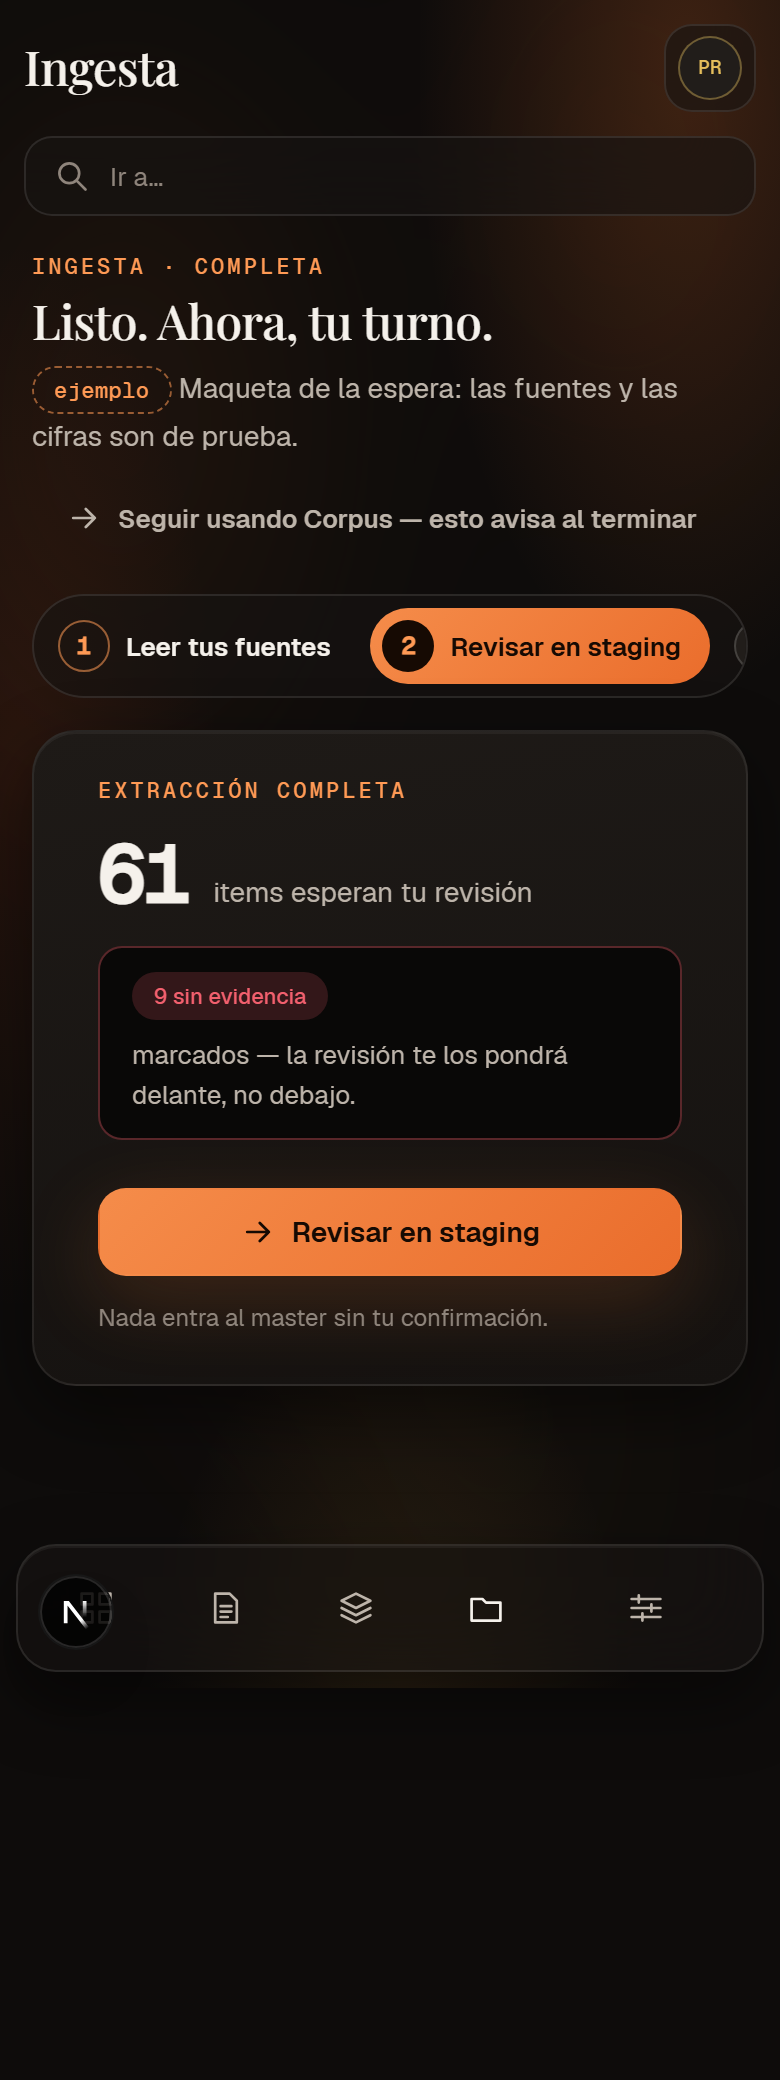 Ingesta
PR
Ir a...
INGESTA · COMPLETA
Listo. Ahora, tu turno.
ejemplo Maqueta de la espera: las fuentes y las
cifras son de prueba.
→ Seguir usando Corpus — esto avisa al terminar
1 Leer tus fuentes 2 Revisar en staging
EXTRACCIÓN COMPLETA
61 items esperan tu revisión
9 sin evidencia
marcados — la revisión te los pondrá
delante, no debajo.
→ Revisar en staging
Nada entra al master sin tu confirmación.
N